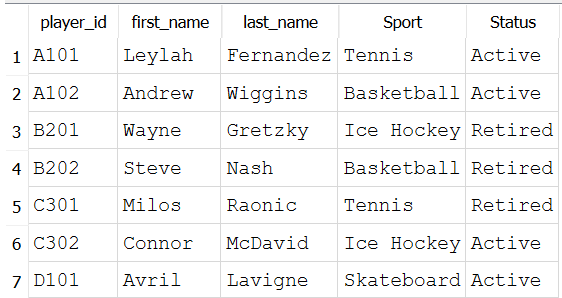 player_id first_name last_name Sport Status
1 A101 Leylah Fernandez Tennis Active
2 A102 Andrew Wiggins Basketball Active
3 B201 Wayne Gretzky Ice Hockey Retired
4 B202 Steve Nash Basketball Retired
5 C301 Milos Raonic Tennis Retired
6 C302 Connor McDavid Ice Hockey Active
7 D101 Avril Lavigne Skateboard Active